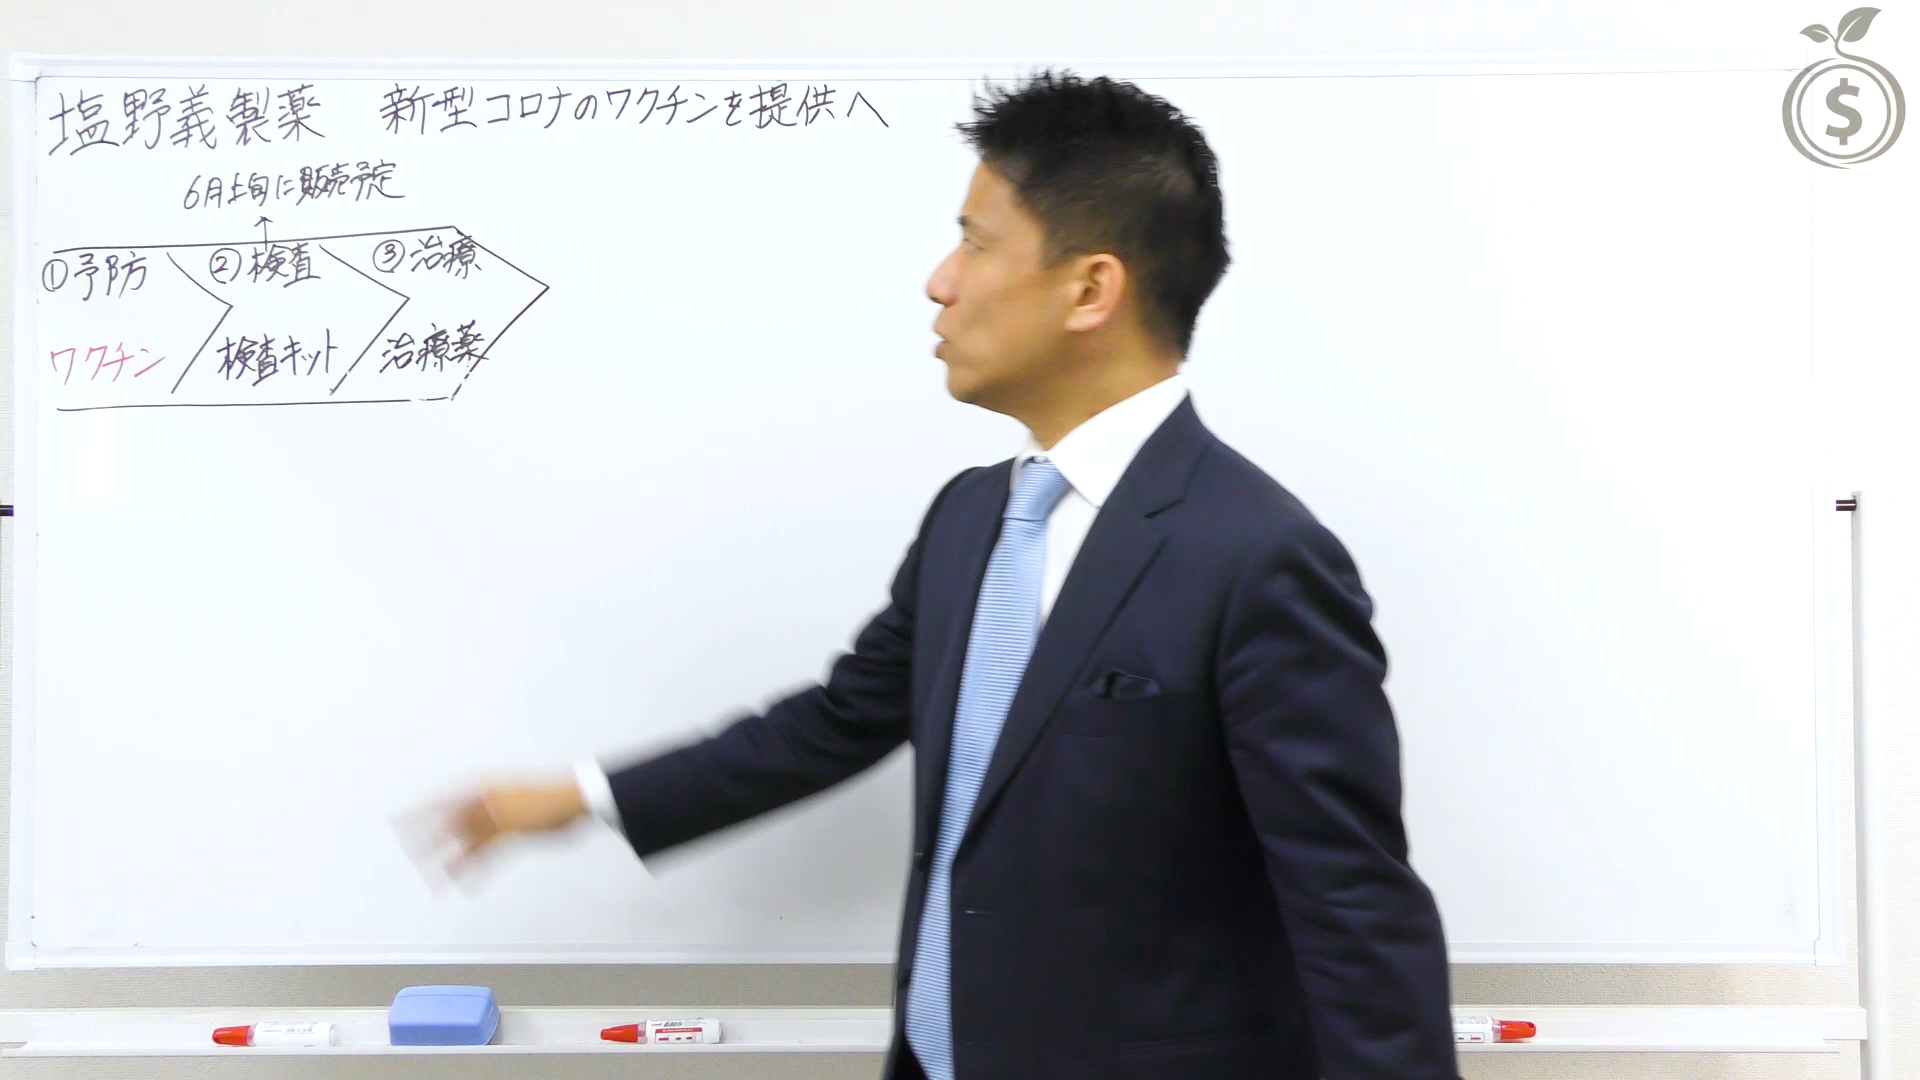 塩野義製薬 新型コロナのワクチンを提供へ
6月上旬に販売予定
↑
①予防 ②検査 ③治療
ワクチン 検査キット 治療薬
$